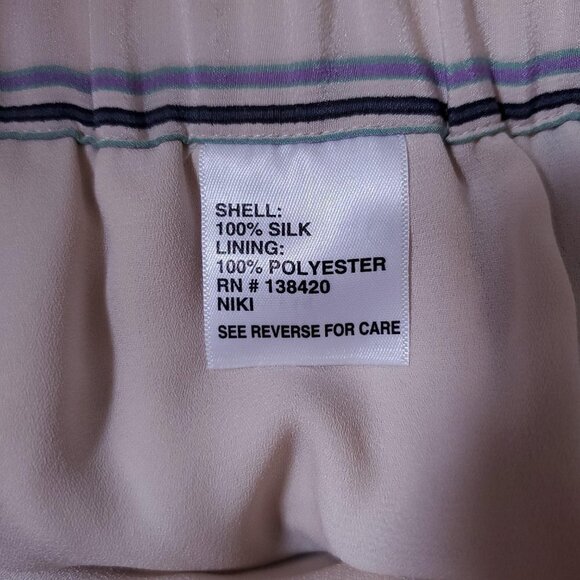 SHELL:
100% SILK
LINING:
100% POLYESTER
RN # 138420
NIKI
SEE REVERSE FOR CARE